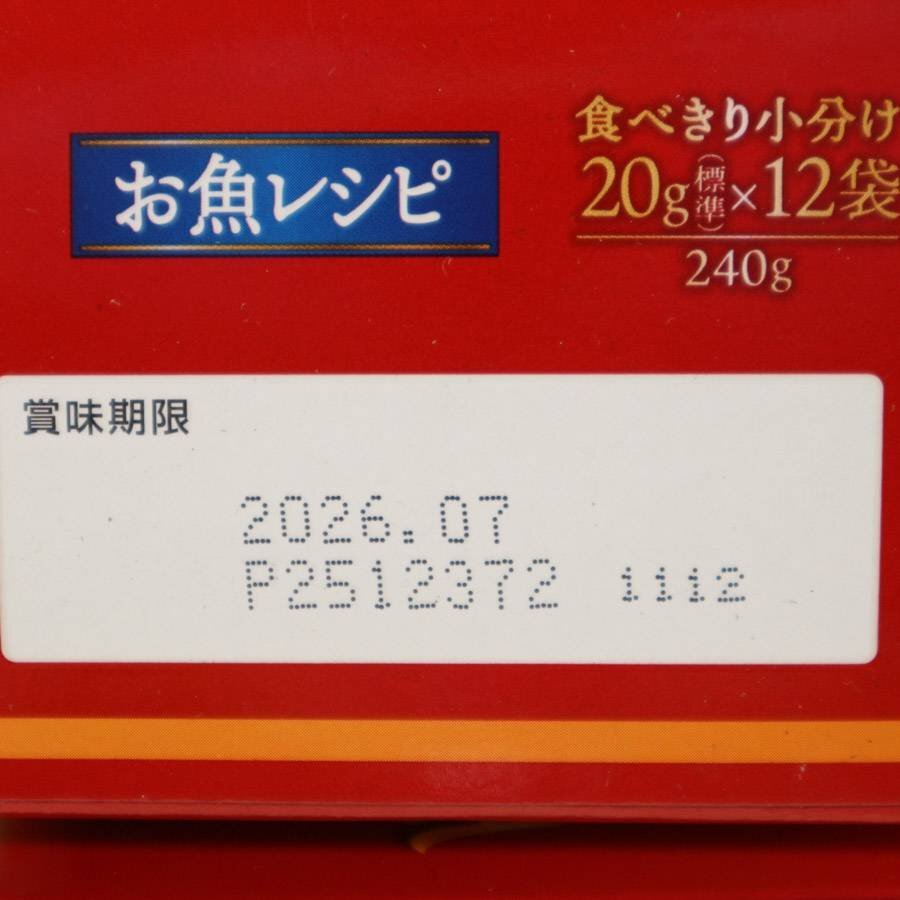 お魚レシピ
食べきり小分け
20g(標準)×12袋
240g
賞味期限
2026.07
P2512372 1112